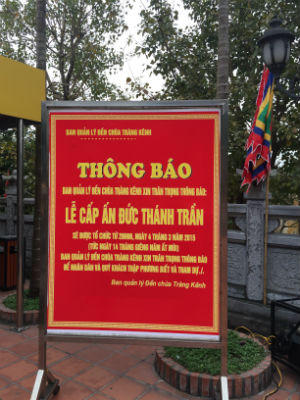 BAN QUẢN LÝ ĐỀN CHÙA TRÀNG KÊNH
THÔNG BÁO
BAN QUẢN LÝ ĐỀN CHÙA TRÀNG KÊNH XIN TRÂN TRỌNG THÔNG BÁO:
LỄ CẤP ẤN ĐỨC THÁNH TRẦN
SẼ ĐƯỢC TỔ CHỨC TỪ 20H00, NGÀY 4 THÁNG 3 NĂM 2015
(TỨC NGÀY 14 THÁNG GIÊNG NĂM ẤT MÙI)
BAN QUẢN LÝ ĐỀN CHÙA TRÀNG KÊNH XIN TRÂN TRỌNG THÔNG BÁO
ĐỂ NHÂN DÂN VÀ QUÝ KHÁCH THẬP PHƯƠNG BIẾT VÀ THAM DỰ./.
Ban quản lý Đền chùa Tràng Kênh